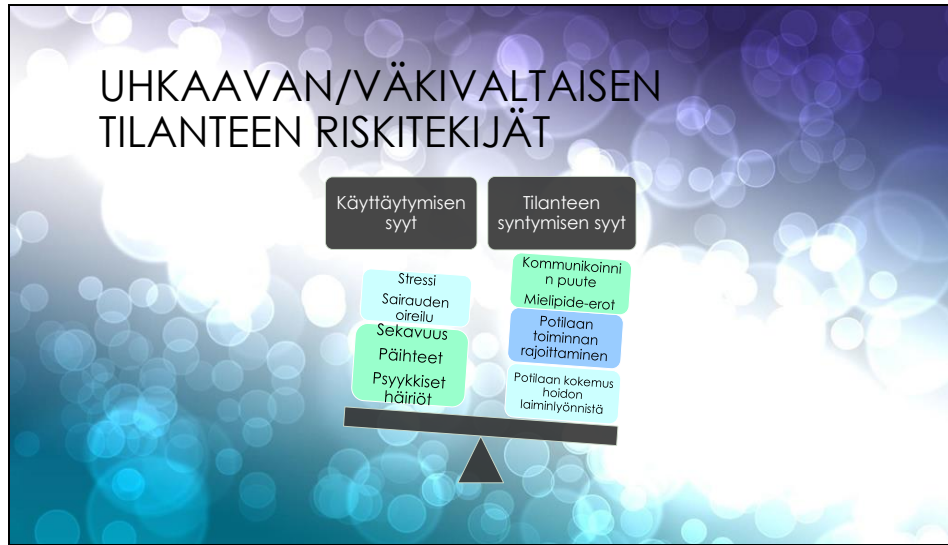 UHKAAVAN/VÄKIVALTAISEN
TILANTEEN RISKITEKIJÄT
Käyttäytymisen
syyt
Tilanteen
syntymisen syyt
Stressi
Sairauden
oireilu
Sekavuus
Päihteet
Psyykkiset
häiriöt
Kommunikoinni
n puute
Mielipide-erot
Potilaan
toiminnan
rajoittaminen
Potilaan kokemus
hoidon
laiminlyönnistä